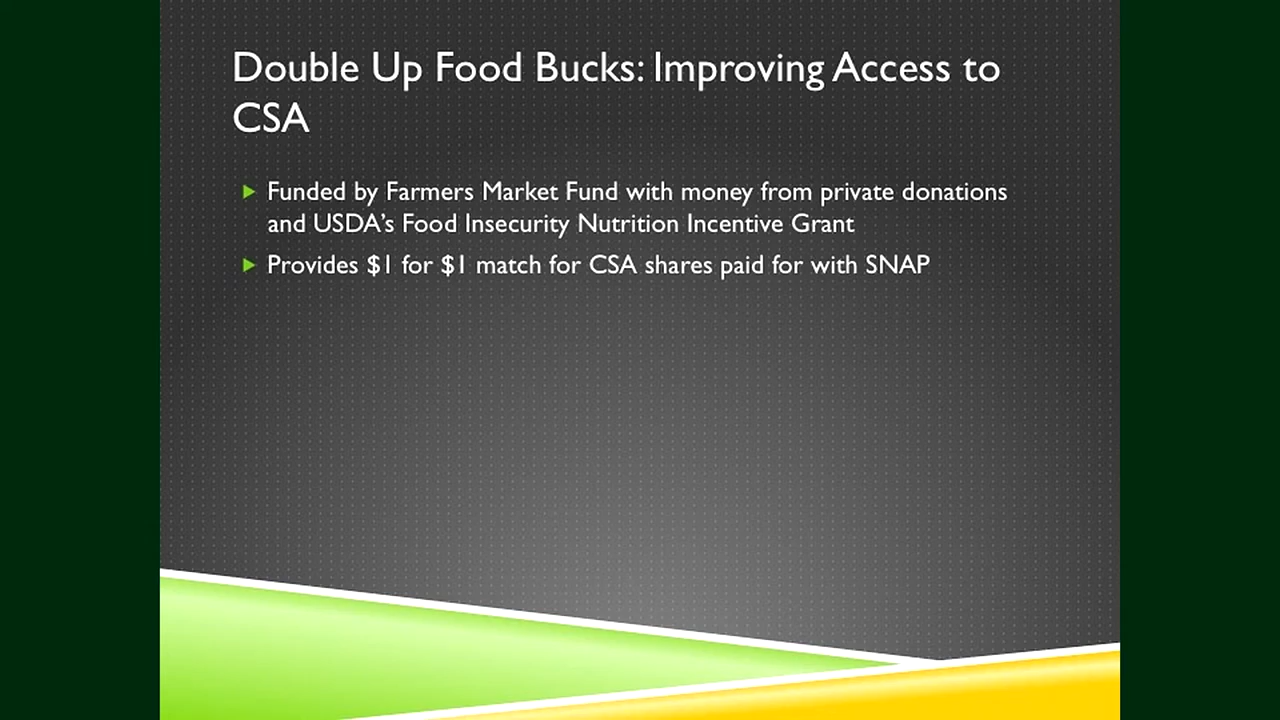 Double Up Food Bucks: Improving Access to
CSA
Funded by Farmers Market Fund with money from private donations
and USDA’s Food Insecurity Nutrition Incentive Grant
Provides $1 for $1 match for CSA shares paid for with SNAP